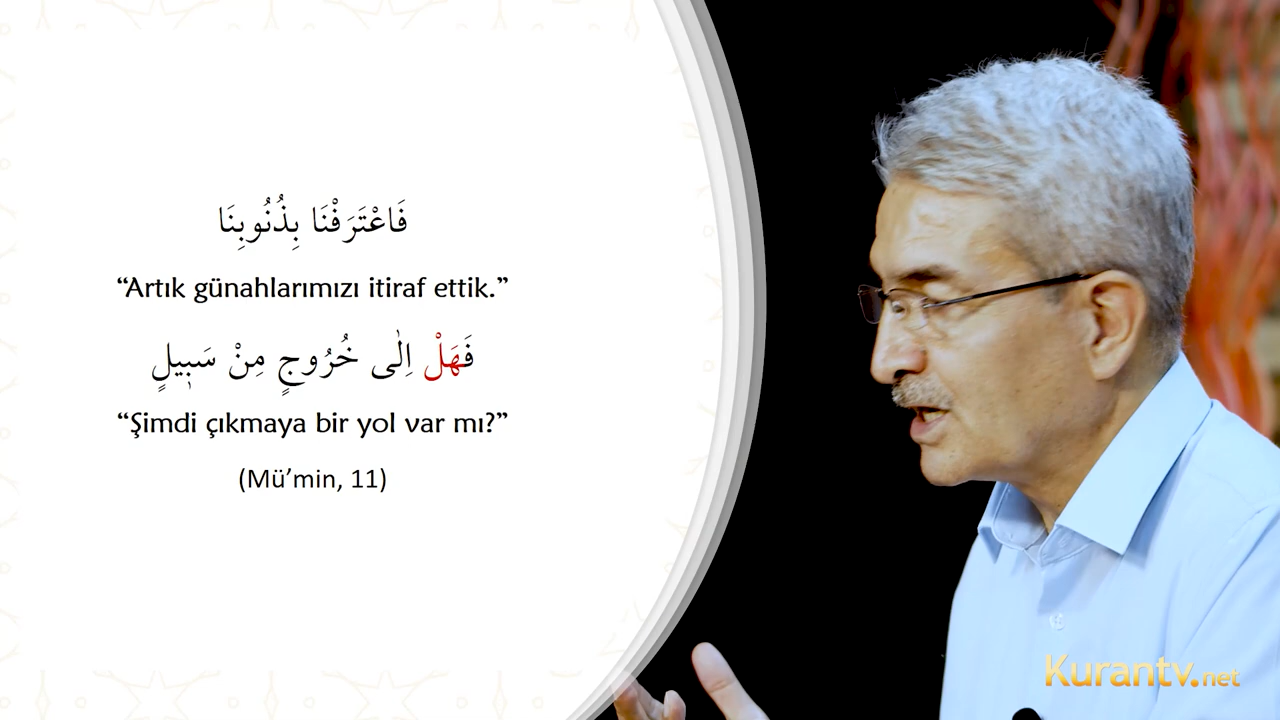 فَاعْتَرَفْنَا بِذُنُوبِنَا
“Artık günahlarımızı itiraf ettik.”
فَهَلْ اِلٰى خُرُوجٍ مِنْ سَبٖيلٍ
“Şimdi çıkmaya bir yol var mı?”
(Mü’min, 11)
Kurantv.net